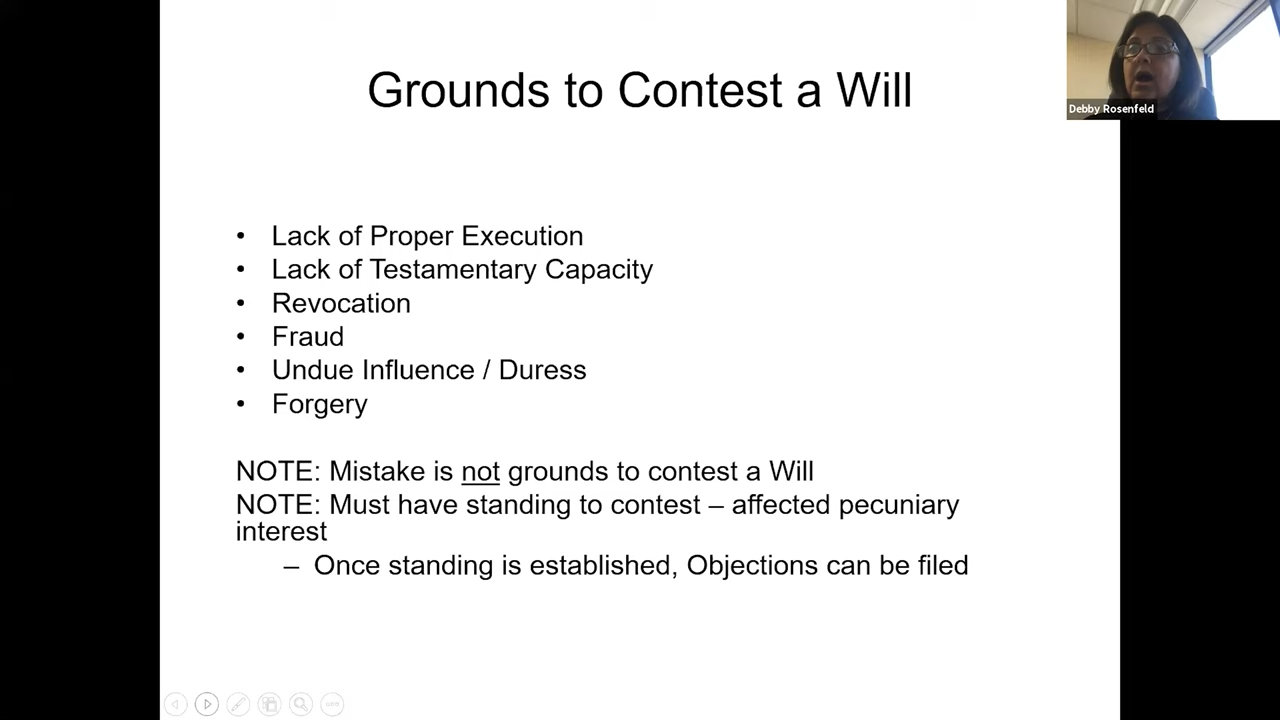 Grounds to Contest a Will
Debby Rosenfeld
• Lack of Proper Execution
• Lack of Testamentary Capacity
• Revocation
• Fraud
• Undue Influence / Duress
• Forgery
NOTE: Mistake is not grounds to contest a Will
NOTE: Must have standing to contest – affected pecuniary
interest
– Once standing is established, Objections can be filed